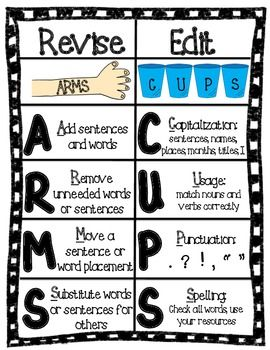 Revise
Edit
ARMS
C U P S
A
Add sentences
and words
C
Capitalization:
sentences, names,
places, months, titles, I
R
Remove
unneeded words
or sentences
U
Usage:
match nouns and
verbs correctly
M
Move a
sentence or
word placement
P
Punctuation:
. ? ! , “ ”
S
Substitute words
or sentences for
others
S
Spelling:
Check all words, use
your resources